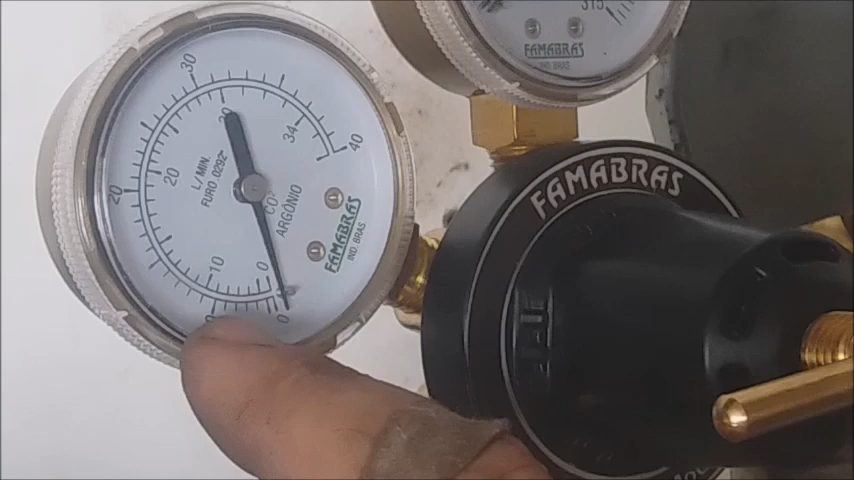 30
30
34
40
20
20
L/MIN.
FURO.0292"
CO²
ARGÔNIO
FAMABRAS
IND. BRAS
10
0
0
315
FAMABRAS
IND. BRAS
FAMABRAS